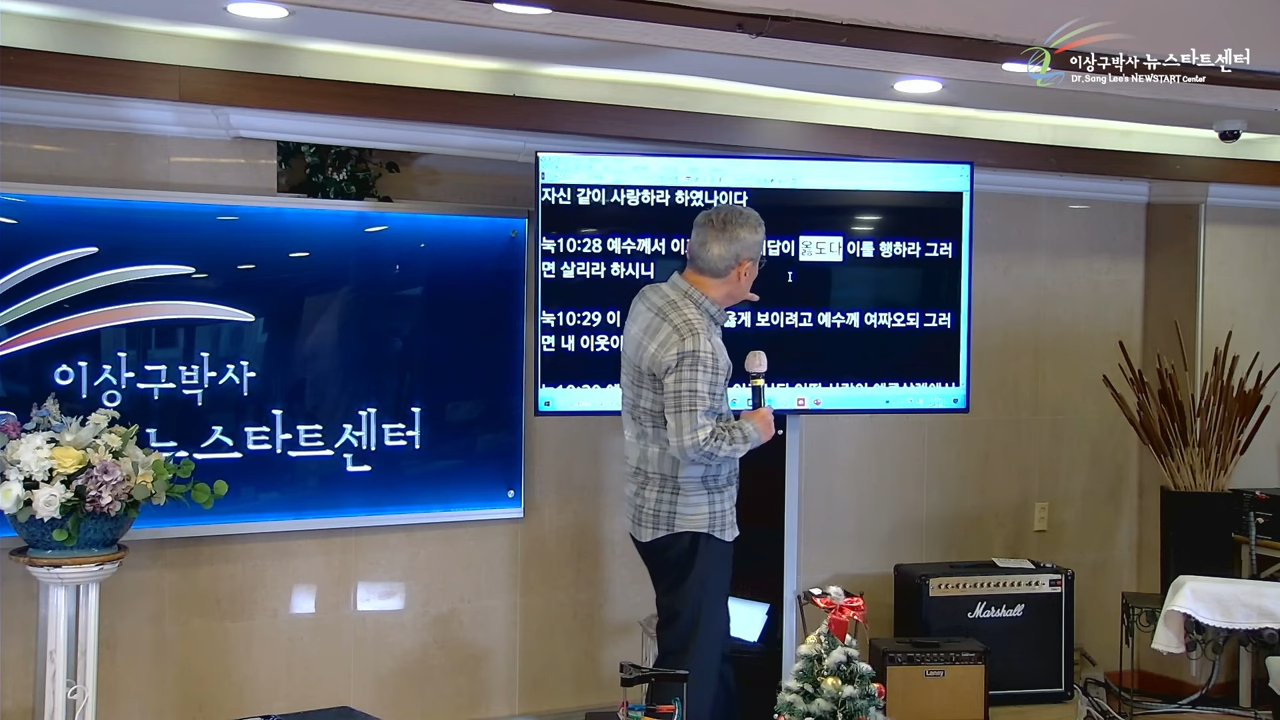 이상구박사 뉴스타트센터
Dr.Sang Lee's NEWSTART Center
자신 같이 사랑하라 하였나이다
눅10:28 예수께서 대답이 옳도다 이를 행하라 그러
면 살리라 하시니
눅10:29 이 옳게 보이려고 예수께 여짜오되 그러
면 내 이웃이
이상구박사
뉴스타트센터
Marshall
Laney